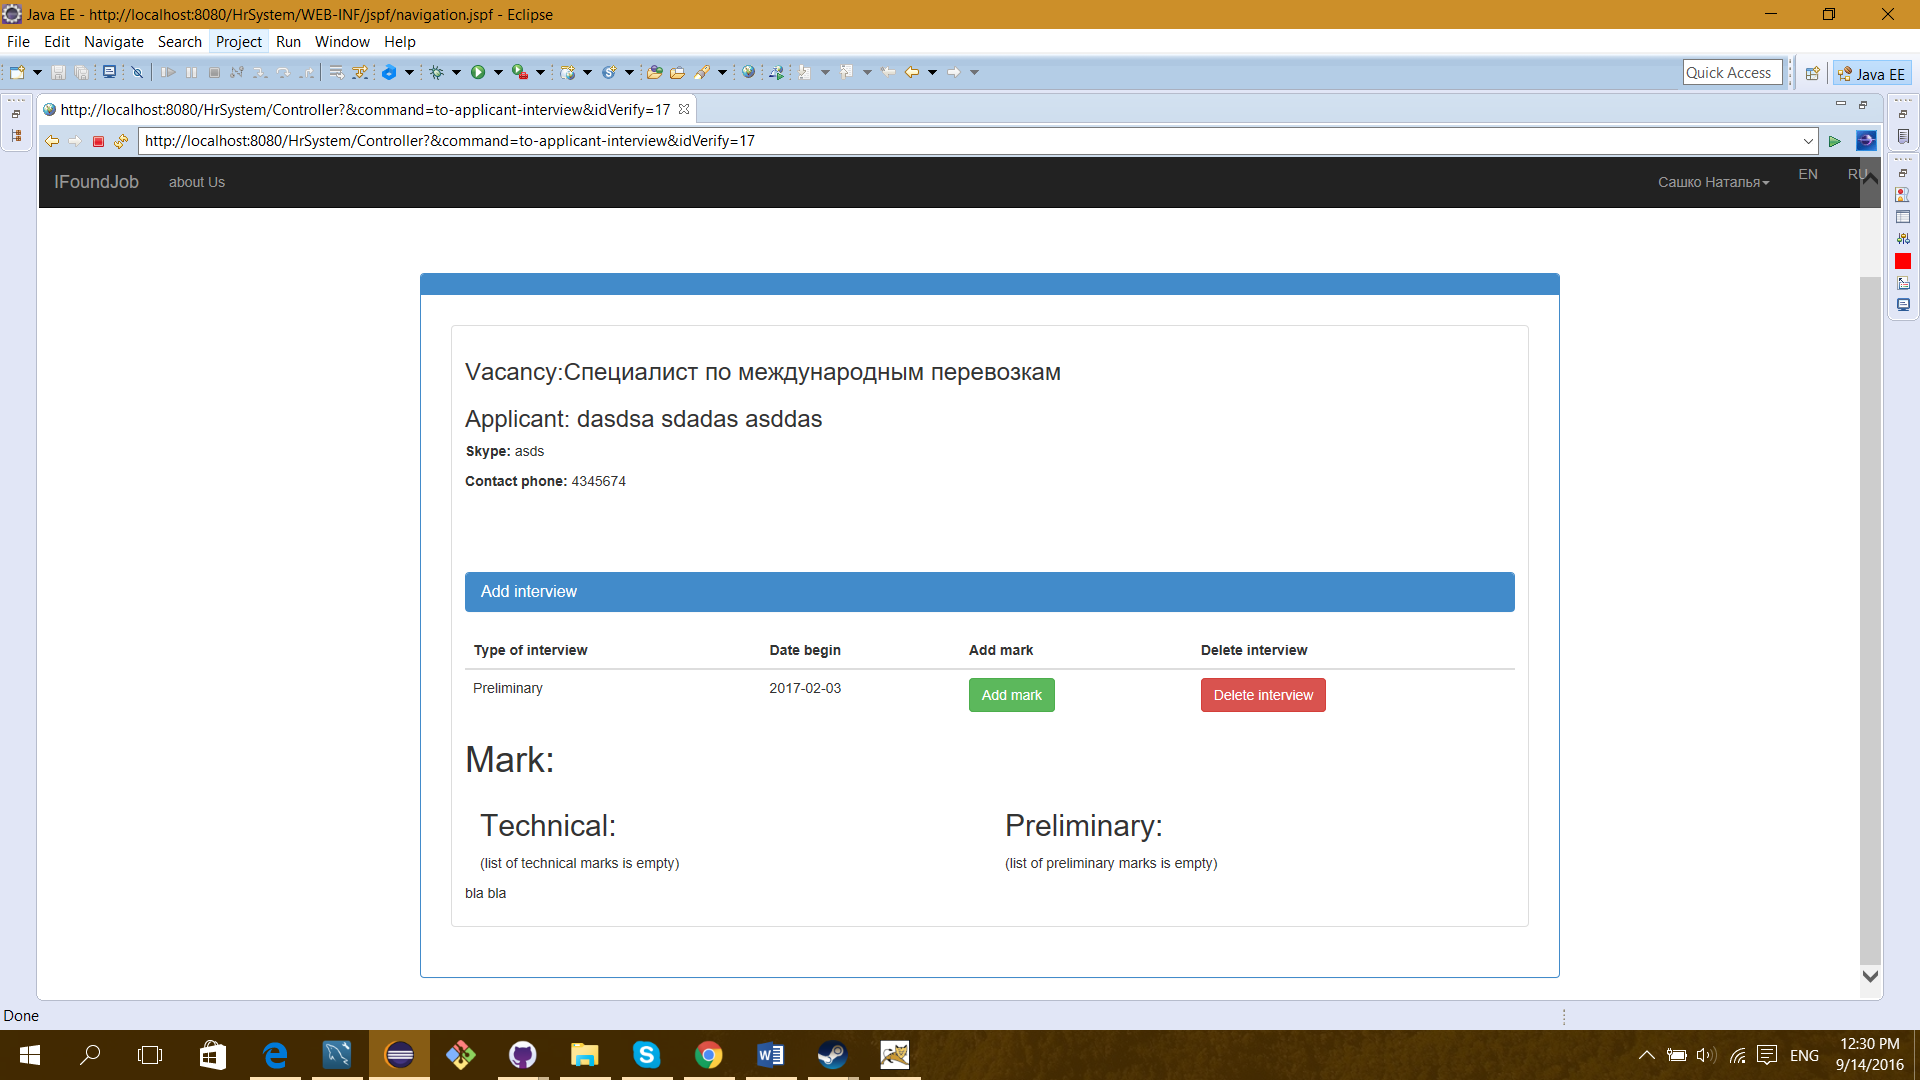 Java EE - http://localhost:8080/HrSystem/WEB-INF/jspf/navigation.jspf - Eclipse
File Edit Navigate Search Project Run Window Help
Quick Access
Java EE
http://localhost:8080/HrSystem/Controller?&command=to-applicant-interview&idVerify=17
http://localhost:8080/HrSystem/Controller?&command=to-applicant-interview&idVerify=17
IFoundJob about Us Сашко Наталья EN RU
Vacancy:Специалист по международным перевозкам
Applicant: dasdsa sdadas asddas
Skype: asds
Contact phone: 4345674
Add interview
Type of interview Date begin Add mark Delete interview
Preliminary 2017-02-03 Add mark Delete interview
Mark:
Technical: Preliminary:
(list of technical marks is empty) (list of preliminary marks is empty)
bla bla
Done
ENG
12:30 PM
9/14/2016